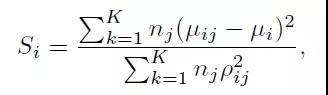 $S_i = \frac{\sum_{k=1}^{K} n_j (\mu_{ij} - \mu_i)^2}{\sum_{k=1}^{K} n_j \rho_{ij}^2},$